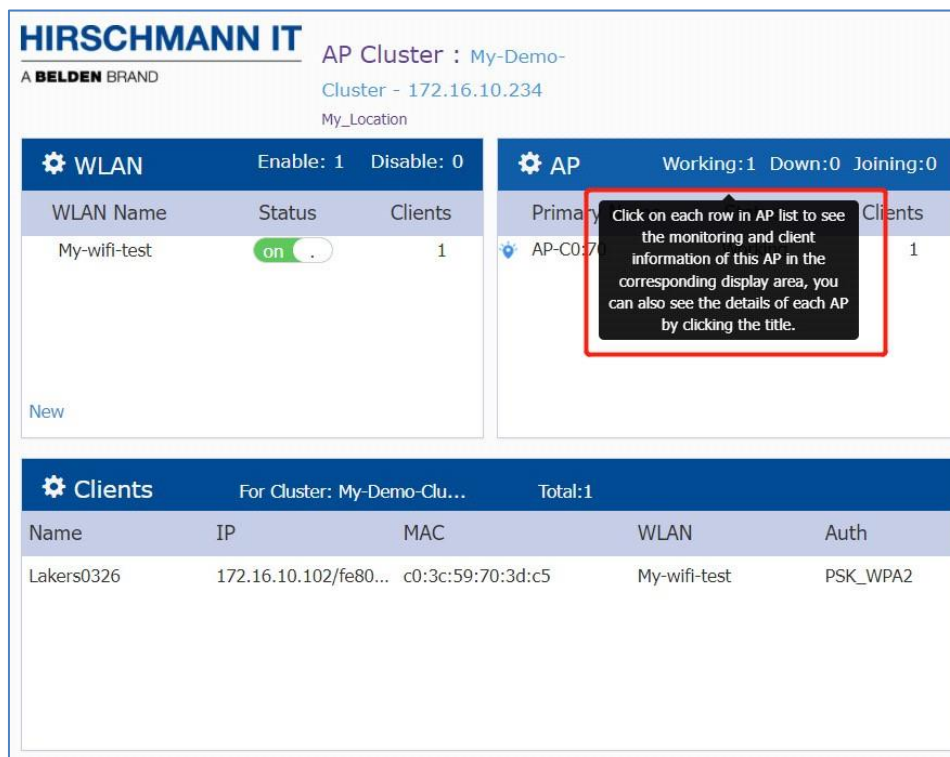 HIRSCHMANN IT
A BELDEN BRAND
AP Cluster : My-Demo-
Cluster - 172.16.10.234
My_Location
WLAN Enable: 1 Disable: 0
WLAN Name Status Clients
My-wifi-test on . 1
New
AP Working:1 Down:0 Joining:0
Primary Clients
AP-C0:70 1
Click on each row in AP list to see
the monitoring and client
information of this AP in the
corresponding display area, you
can also see the details of each AP
by clicking the title.
Clients For Cluster: My-Demo-Clu... Total:1
Name IP MAC WLAN Auth
Lakers0326 172.16.10.102/fe80... c0:3c:59:70:3d:c5 My-wifi-test PSK_WPA2